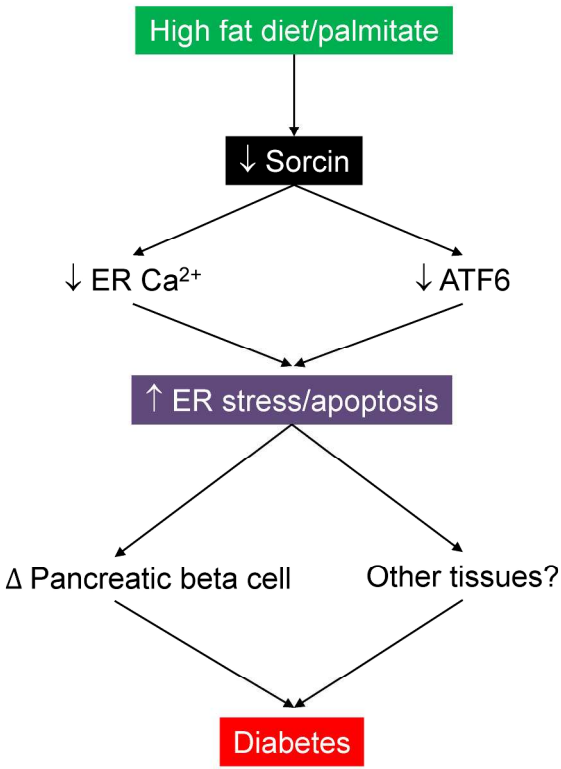 High fat diet/palmitate
↓ Sorcin
↓ ER Ca²⁺
↓ ATF6
↑ ER stress/apoptosis
Δ Pancreatic beta cell
Other tissues?
Diabetes